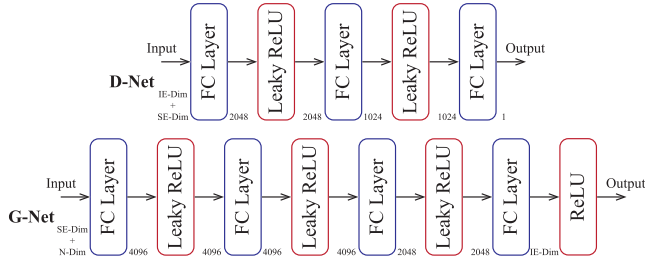 Input
D-Net
IE-Dim
+
SE-Dim
FC Layer
2048
Leaky ReLU
2048
FC Layer
1024
Leaky ReLU
1024
FC Layer
1
Output
Input
G-Net
SE-Dim
+
N-Dim
FC Layer
4096
Leaky ReLU
4096
FC Layer
4096
Leaky ReLU
4096
FC Layer
2048
Leaky ReLU
2048
FC Layer
IE-Dim
ReLU
Output